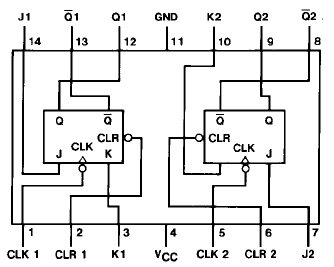 J1 Q̅1 Q1 GND K2 Q2 Q̅2
14 13 12 11 10 9 8
Q Q̅ Q̅ Q
CLR CLR
CLK CLK
J K K J
1 2 3 4 5 6 7
CLK 1 CLR 1 K1 VCC CLK 2 CLR 2 J2